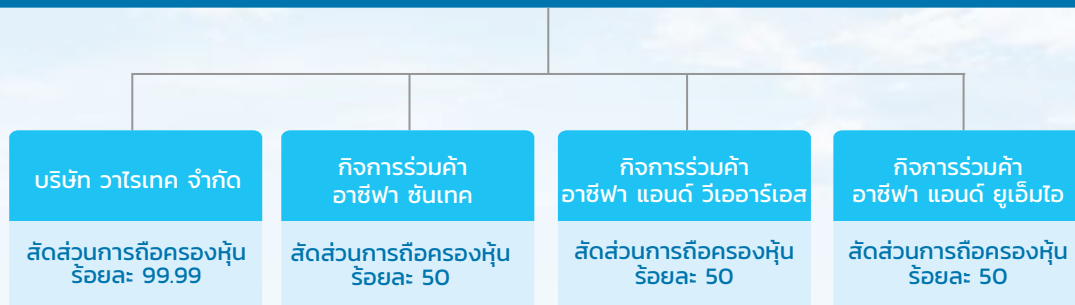 บริษัท วาไรเทค จำกัด
สัดส่วนการถือครองหุ้น
ร้อยละ 99.99
กิจการร่วมค้า
อาซีฟา ซันเทค
สัดส่วนการถือครองหุ้น
ร้อยละ 50
กิจการร่วมค้า
อาซีฟา แอนด์ วีเออาร์เอส
สัดส่วนการถือครองหุ้น
ร้อยละ 50
กิจการร่วมค้า
อาซีฟา แอนด์ ยูเอ็มไอ
สัดส่วนการถือครองหุ้น
ร้อยละ 50